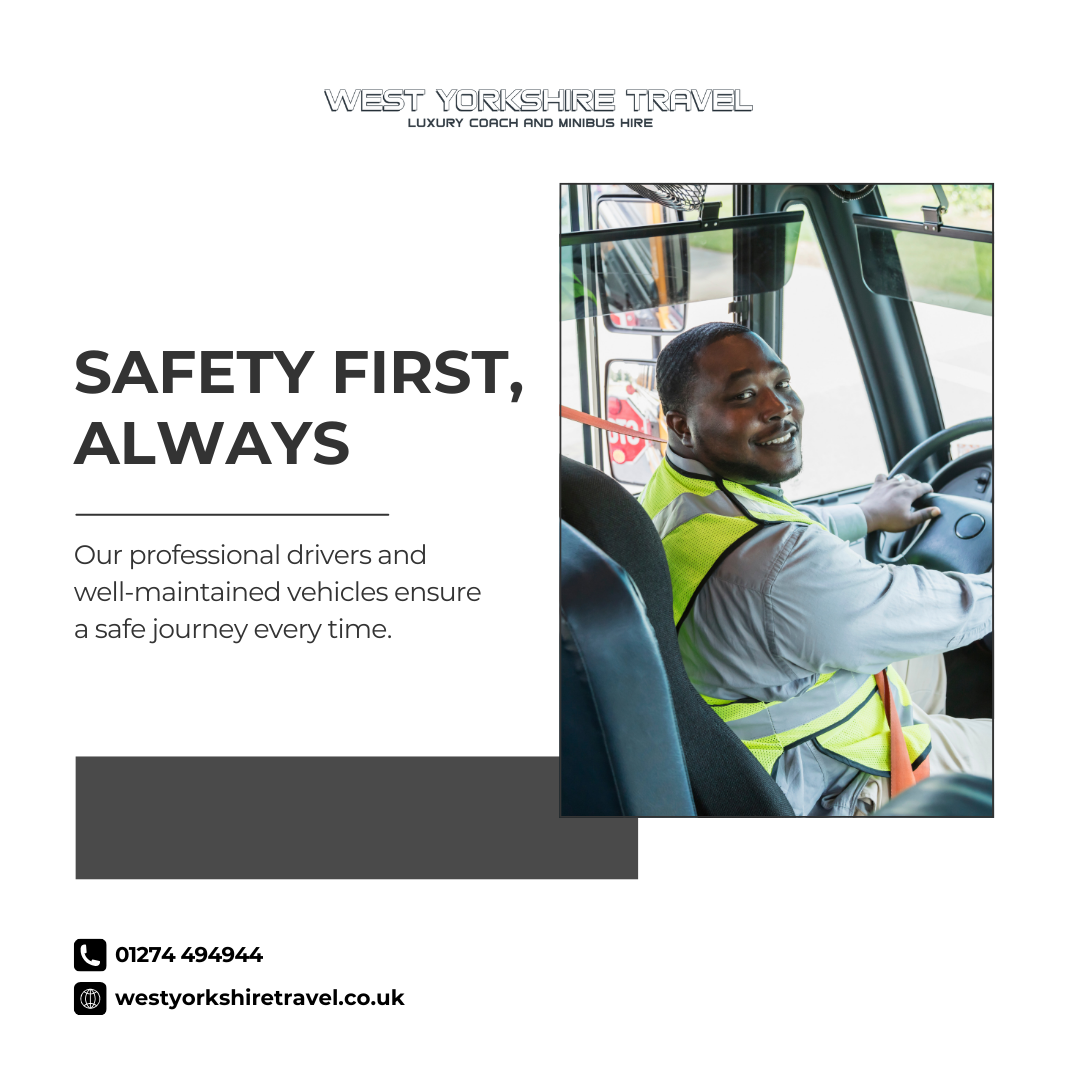 WEST YORKSHIRE TRAVEL
LUXURY COACH AND MINIBUS HIRE
SAFETY FIRST,
ALWAYS
Our professional drivers and
well-maintained vehicles ensure
a safe journey every time.
01274 494944
westyorkshiretravel.co.uk